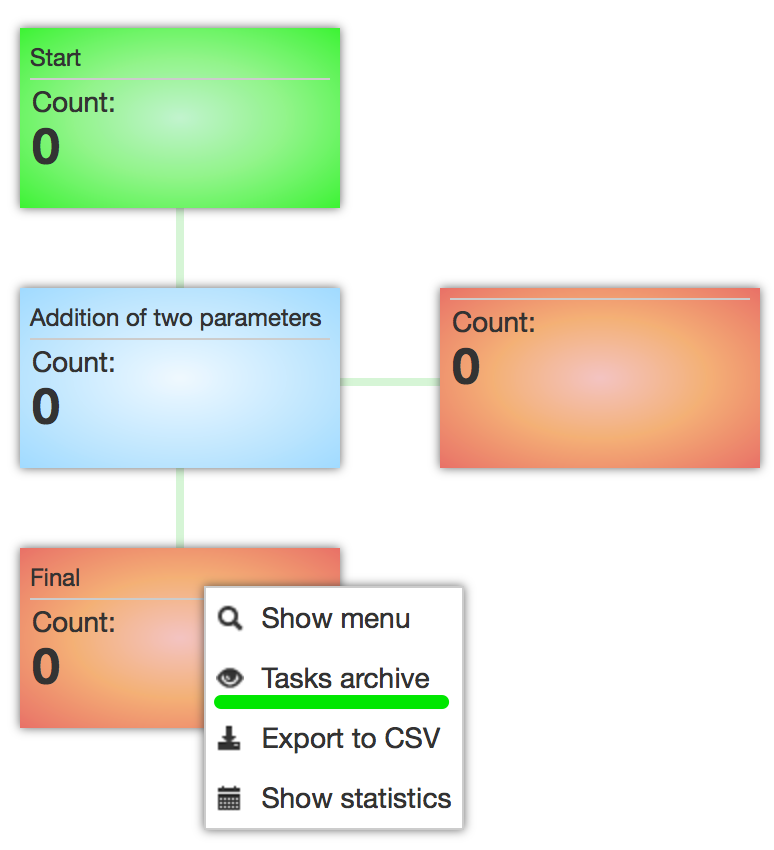 Start
Count:
0
Addition of two parameters
Count:
0
Count:
0
Final
Count:
0
Show menu
Tasks archive
Export to CSV
Show statistics